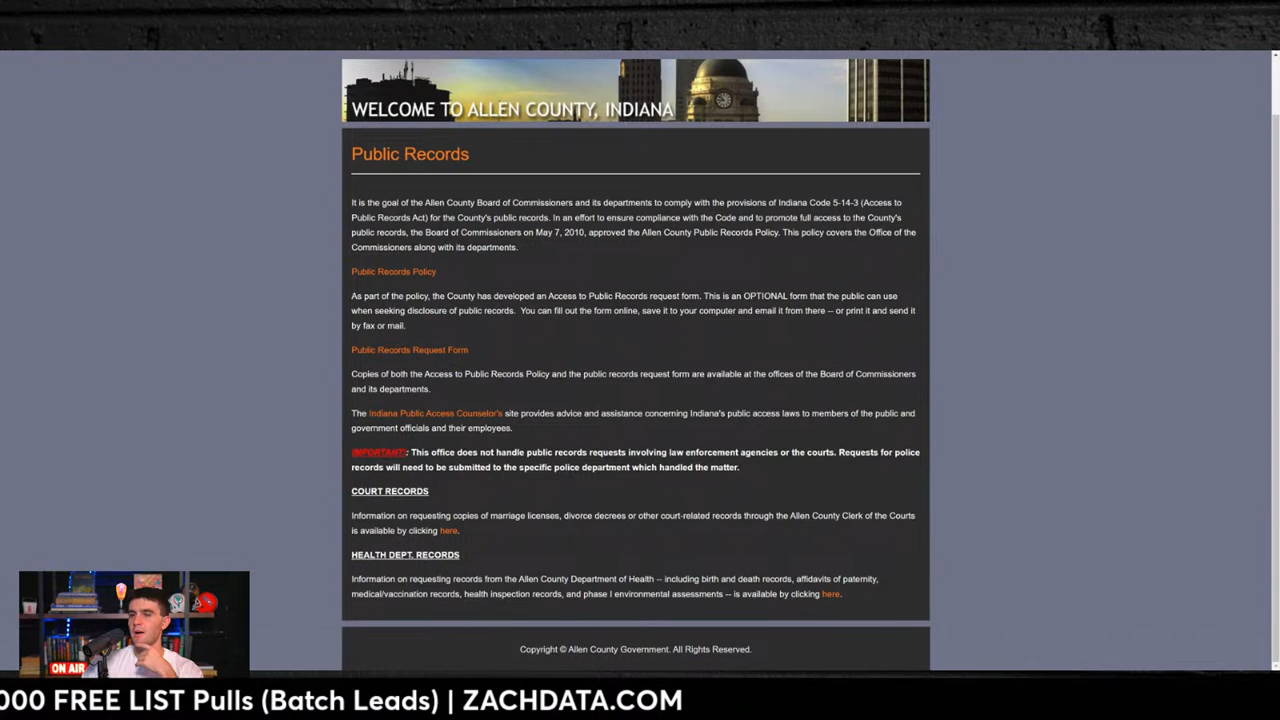 WELCOME TO ALLEN COUNTY, INDIANA
Public Records
It is the goal of the Allen County Board of Commissioners and its departments to comply with the provisions of Indiana Code 5-14-3 (Access to
Public Records Act) for the County's public records. In an effort to ensure compliance with the Code and to promote full access to the County's
public records, the Board of Commissioners on May 7, 2010, approved the Allen County Public Records Policy. This policy covers the Office of the
Commissioners along with its departments.
Public Records Policy
As part of the policy, the County has developed an Access to Public Records request form. This is an OPTIONAL form that the public can use
when seeking disclosure of public records. You can fill out the form online, save it to your computer and email it from there -- or print it and send it
by fax or mail.
Public Records Request Form
Copies of both the Access to Public Records Policy and the public records request form are available at the offices of the Board of Commissioners
and its departments.
The Indiana Public Access Counselor's site provides advice and assistance concerning Indiana's public access laws to members of the public and
government officials and their employees.
IMPORTANT!: This office does not handle public records requests involving law enforcement agencies or the courts. Requests for police
records will need to be submitted to the specific police department which handled the matter.
COURT RECORDS
Information on requesting copies of marriage licenses, divorce decrees or other court-related records through the Allen County Clerk of the Courts
is available by clicking here.
HEALTH DEPT. RECORDS
Information on requesting records from the Allen County Department of Health -- including birth and death records, affidavits of paternity,
medical/vaccination records, health inspection records, and phase I environmental assessments -- is available by clicking here.
Copyright © Allen County Government. All Rights Reserved.
ON AIR
000 FREE LIST Pulls (Batch Leads) | ZACHDATA.COM